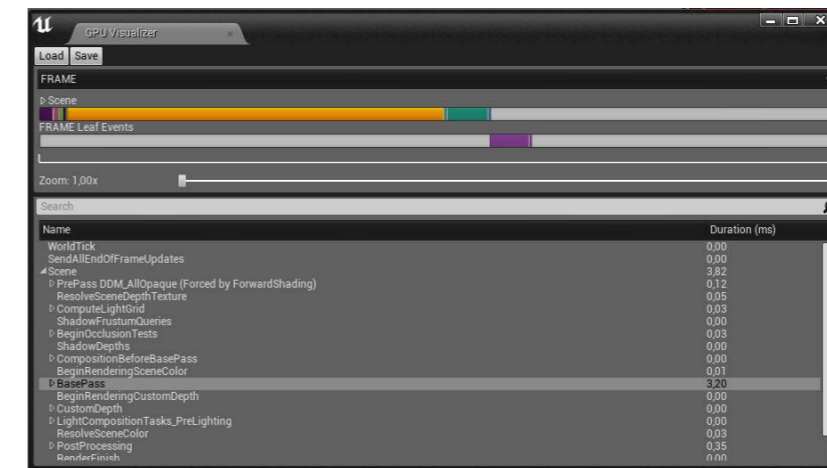 GPU Visualizer
Load Save
FRAME
Scene
FRAME Leaf Events
Zoom: 1,00x
Search
Name Duration (ms)
WorldTick 0,00
SendAllEndOfFrameUpdates 0,00
Scene 3,82
PrePass DDM_AllOpaque (Forced by ForwardShading) 0,12
ResolveSceneDepthTexture 0,05
ComputeLightGrid 0,03
ShadowFrustumQueries 0,00
BeginOcclusionTests 0,03
ShadowDepths 0,00
CompositionBeforeBasePass 0,00
BeginRenderingSceneColor 0,01
BasePass 3,20
BeginRenderingCustomDepth 0,00
CustomDepth 0,00
LightCompositionTasks_PreLighting 0,00
ResolveSceneColor 0,03
PostProcessing 0,35
RenderFinish 0,00